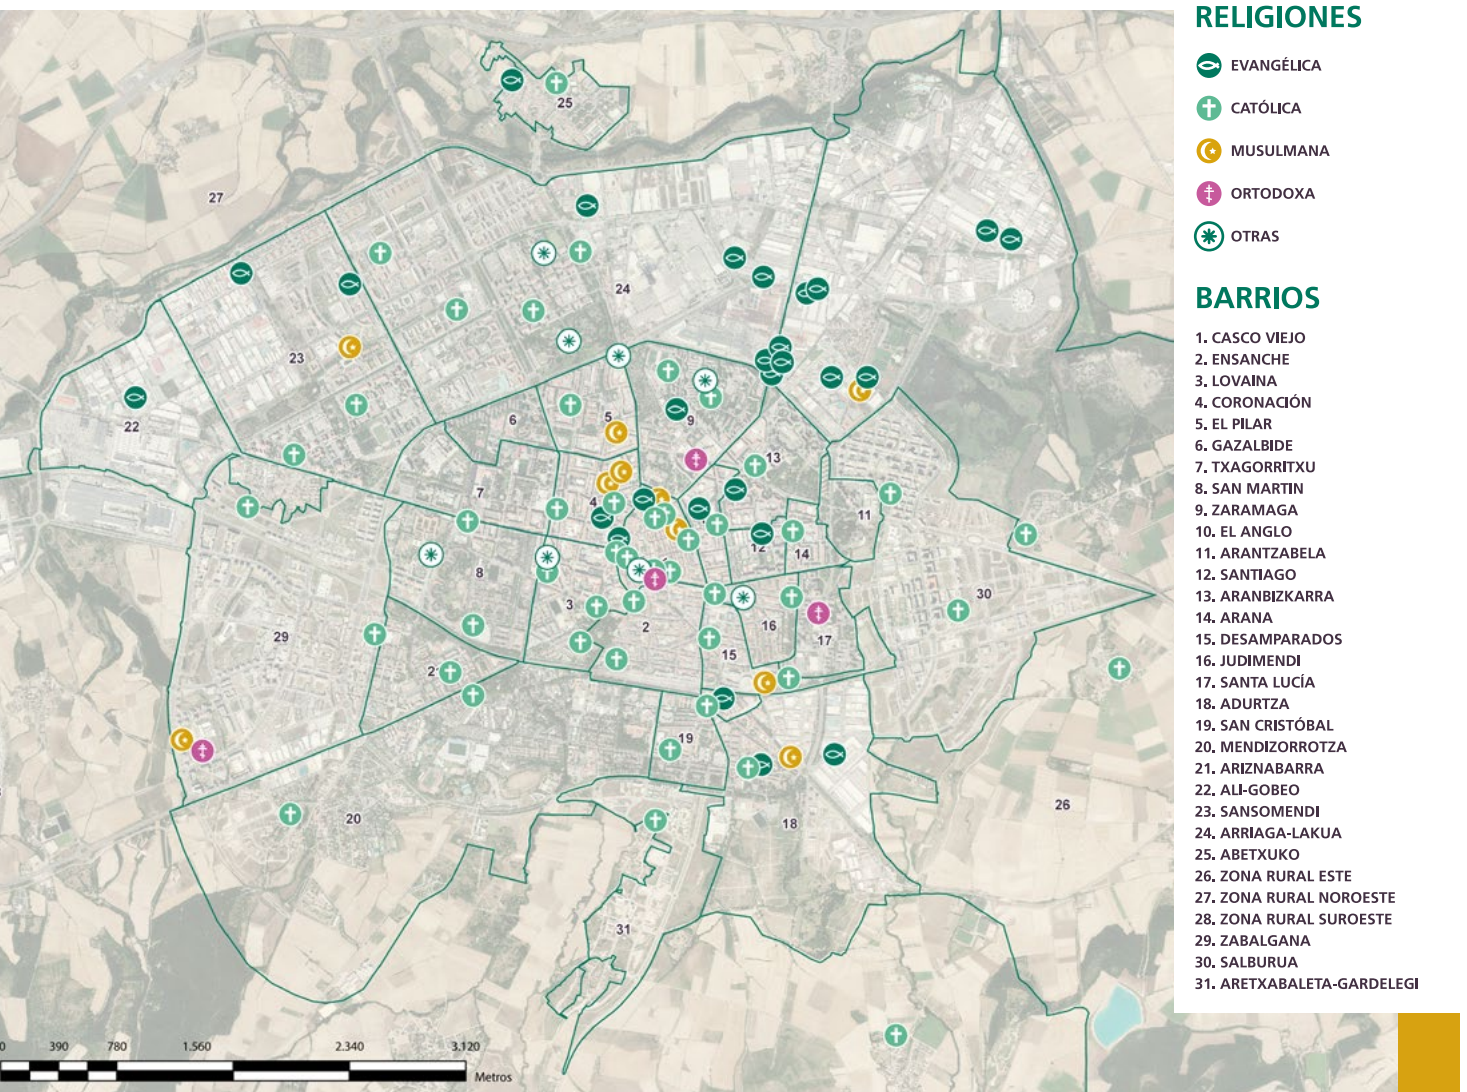 RELIGIONES
EVANGÉLICA
CATÓLICA
MUSULMANA
ORTODOXA
OTRAS
BARRIOS
1. CASCO VIEJO
2. ENSANCHE
3. LOVAINA
4. CORONACIÓN
5. EL PILAR
6. GAZALBIDE
7. TXAGORRITXU
8. SAN MARTIN
9. ZARAMAGA
10. EL ANGLO
11. ARANTZABELA
12. SANTIAGO
13. ARANBIZKARRA
14. ARANA
15. DESAMPARADOS
16. JUDIMENDI
17. SANTA LUCÍA
18. ADURTZA
19. SAN CRISTÓBAL
20. MENDIZORROTZA
21. ARIZNABARRA
22. ALI-GOBEO
23. SANSOMENDI
24. ARRIAGA-LAKUA
25. ABETXUKO
26. ZONA RURAL ESTE
27. ZONA RURAL NOROESTE
28. ZONA RURAL SUROESTE
29. ZABALGANA
30. SALBURUA
31. ARETXABALETA-GARDELEGI
25
27
24
23
22
6
5
9
13
7
4
11
12
14
8
3
2
30
29
16
17
15
19
20
18
26
31
0 390 780 1.560 2.340 3.120
Metros